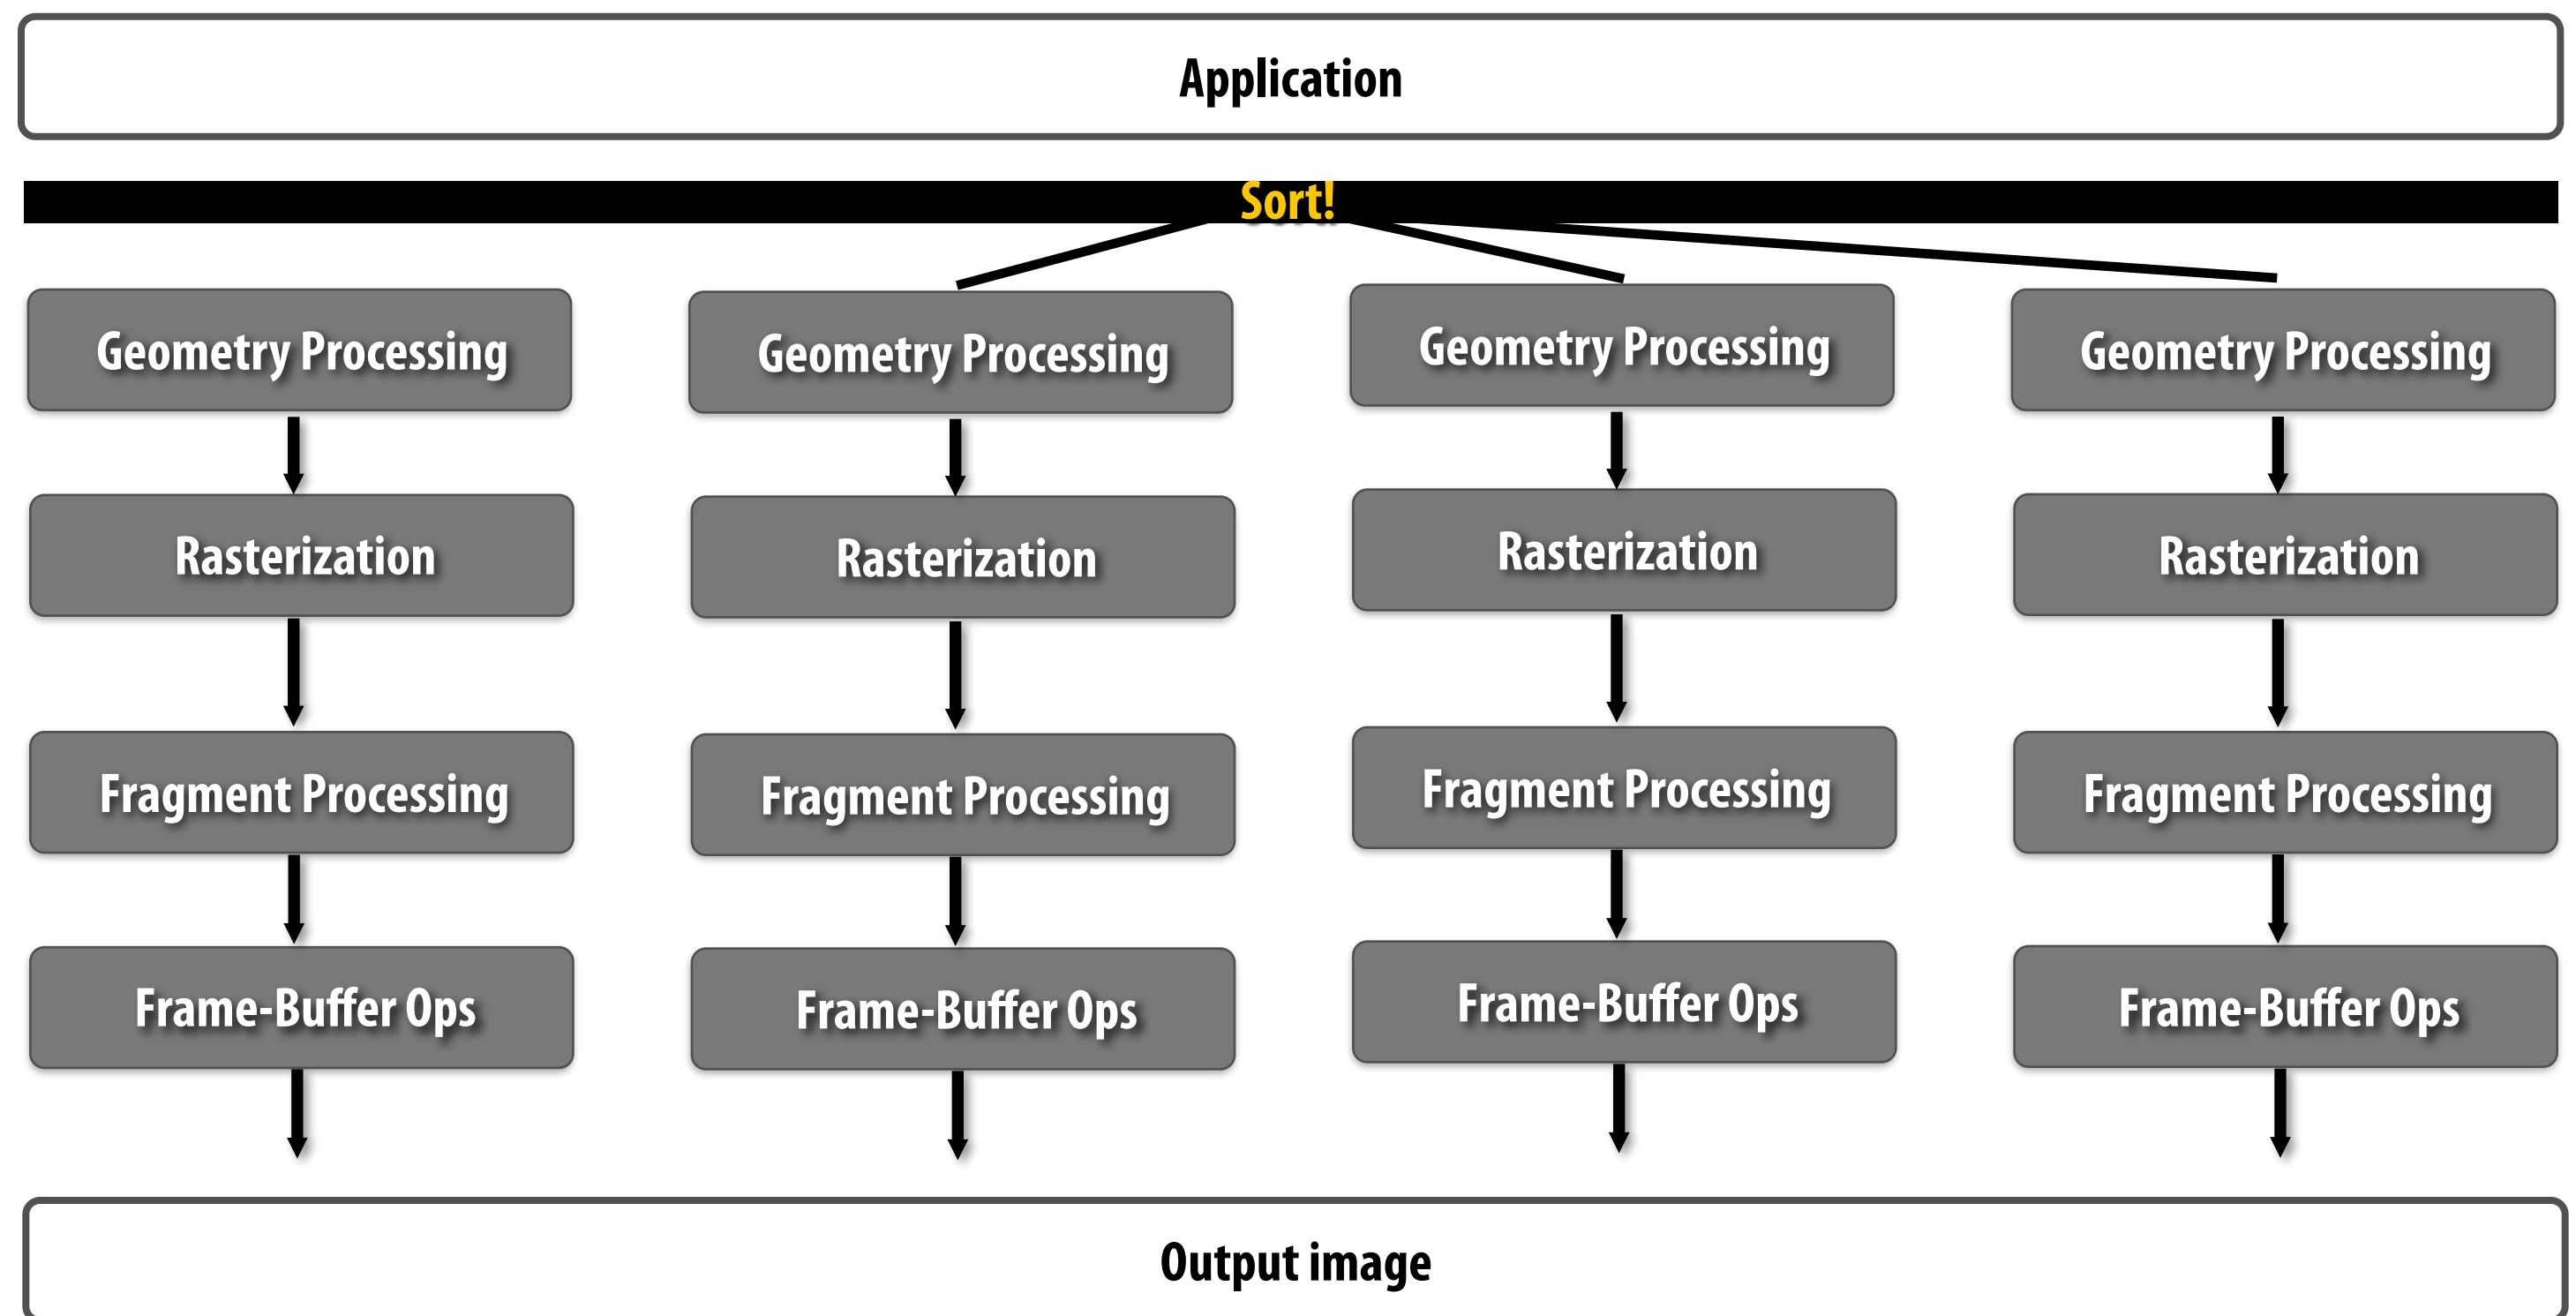 Application
Sort!
Geometry Processing
Geometry Processing
Geometry Processing
Geometry Processing
Rasterization
Rasterization
Rasterization
Rasterization
Fragment Processing
Fragment Processing
Fragment Processing
Fragment Processing
Frame-Buffer Ops
Frame-Buffer Ops
Frame-Buffer Ops
Frame-Buffer Ops
Output image